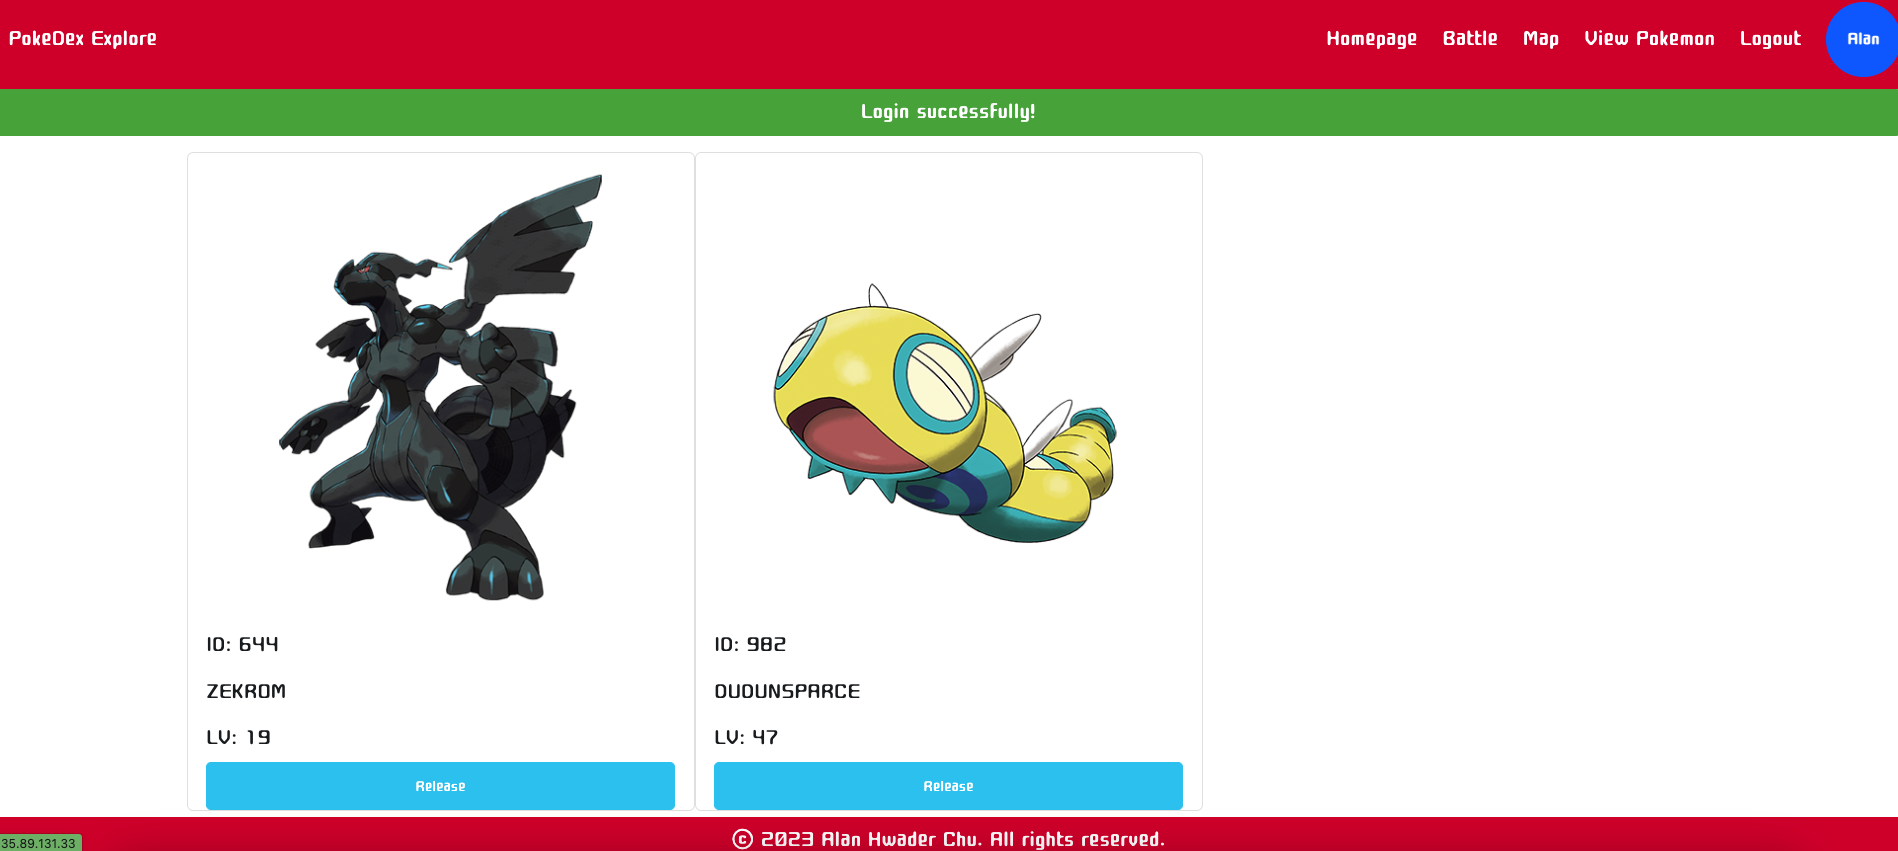 PokeDex Explore
Homepage Battle Map View Pokemon Logout Alan
Login successfully!
ID: 644
ZEKROM
LV: 19
Release
ID: 982
DUDUNSPARCE
LV: 47
Release
© 2023 Alan Hwader Chu. All rights reserved.
35.89.131.33